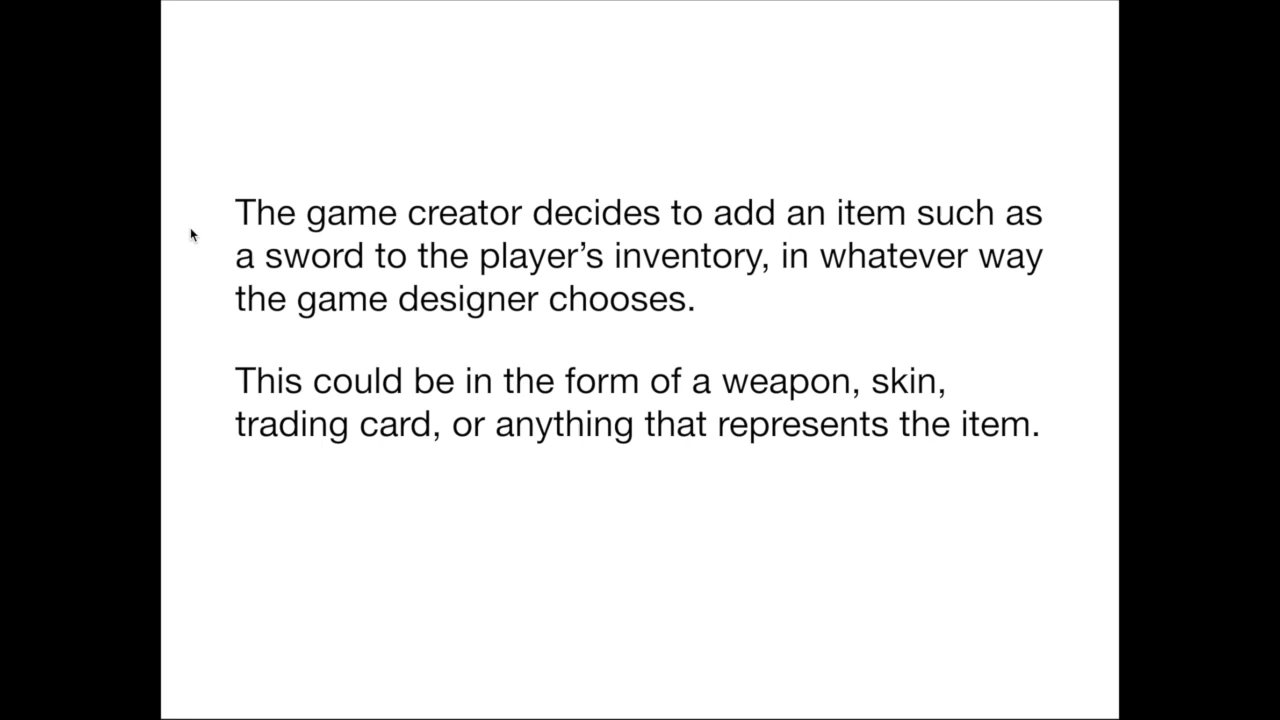 The game creator decides to add an item such as
a sword to the player’s inventory, in whatever way
the game designer chooses.
This could be in the form of a weapon, skin,
trading card, or anything that represents the item.